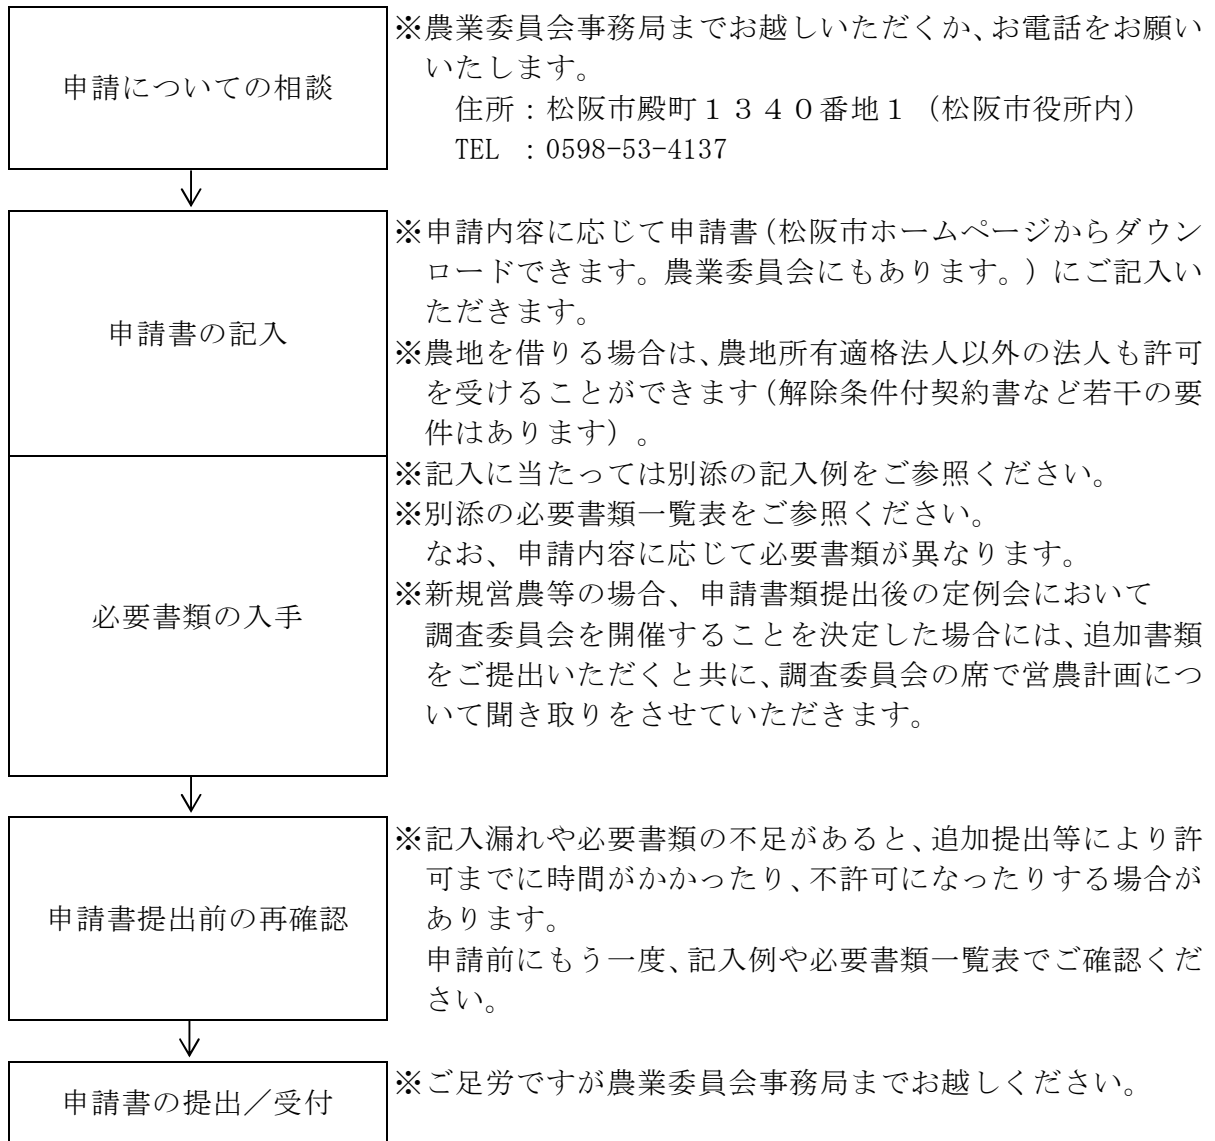 申請についての相談
※農業委員会事務局までお越しいただくか、お電話をお願い
いたします。
住所：松阪市殿町１３４０番地１（松阪市役所内）
TEL ：0598-53-4137
申請書の記入
※申請内容に応じて申請書（松阪市ホームページからダウン
ロードできます。農業委員会にもあります。）にご記入い
ただきます。
※農地を借りる場合は、農地所有適格法人以外の法人も許可
を受けることができます（解除条件付契約書など若干の要
件はあります）。
必要書類の入手
※記入に当たっては別添の記入例をご参照ください。
※別添の必要書類一覧表をご参照ください。
なお、申請内容に応じて必要書類が異なります。
※新規営農等の場合、申請書類提出後の定例会において
調査委員会を開催することを決定した場合には、追加書類
をご提出いただくと共に、調査委員会の席で営農計画につ
いて聞き取りをさせていただきます。
申請書提出前の再確認
※記入漏れや必要書類の不足があると、追加提出等により許
可までに時間がかかったり、不許可になったりする場合が
あります。
申請前にもう一度、記入例や必要書類一覧表でご確認くだ
さい。
申請書の提出／受付
※ご足労ですが農業委員会事務局までお越しください。